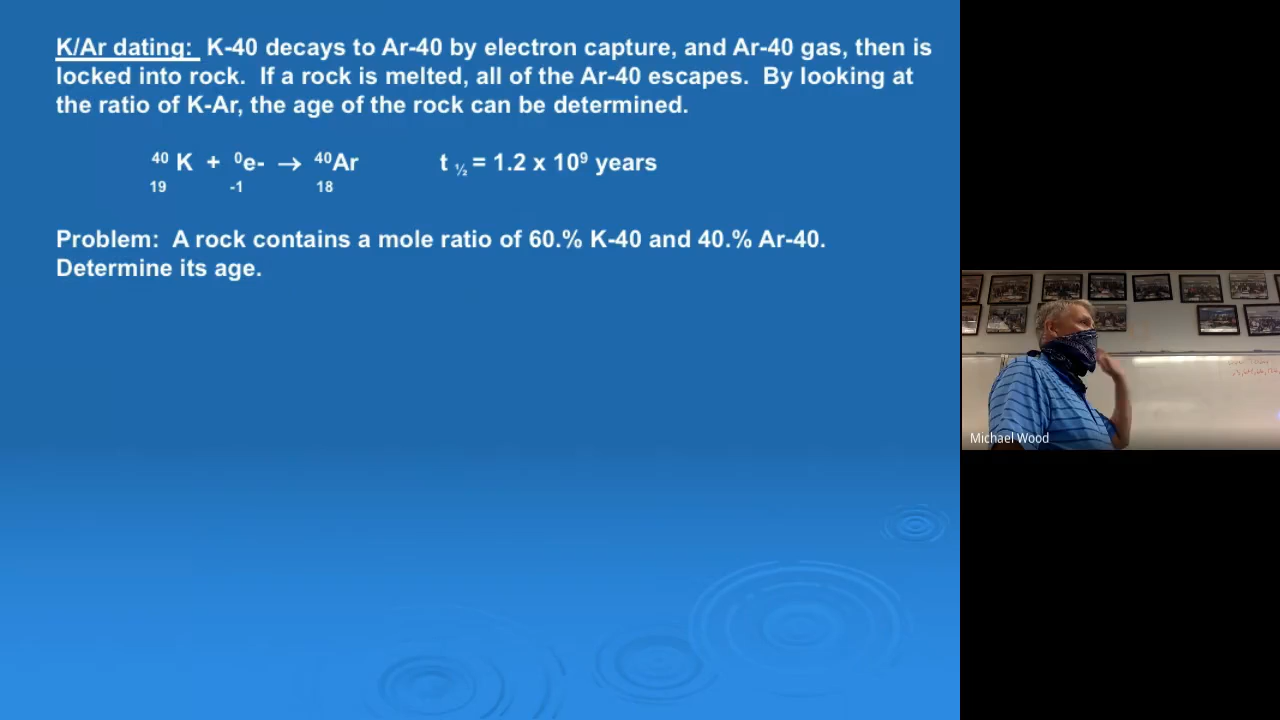 K/Ar dating: K-40 decays to Ar-40 by electron capture, and Ar-40 gas, then is
locked into rock. If a rock is melted, all of the Ar-40 escapes. By looking at
the ratio of K-Ar, the age of the rock can be determined.
⁴⁰K + ⁰e- → ⁴⁰Ar t ½ = 1.2 x 10⁹ years
19 -1 18
Problem: A rock contains a mole ratio of 60.% K-40 and 40.% Ar-40.
Determine its age.
Michael Wood